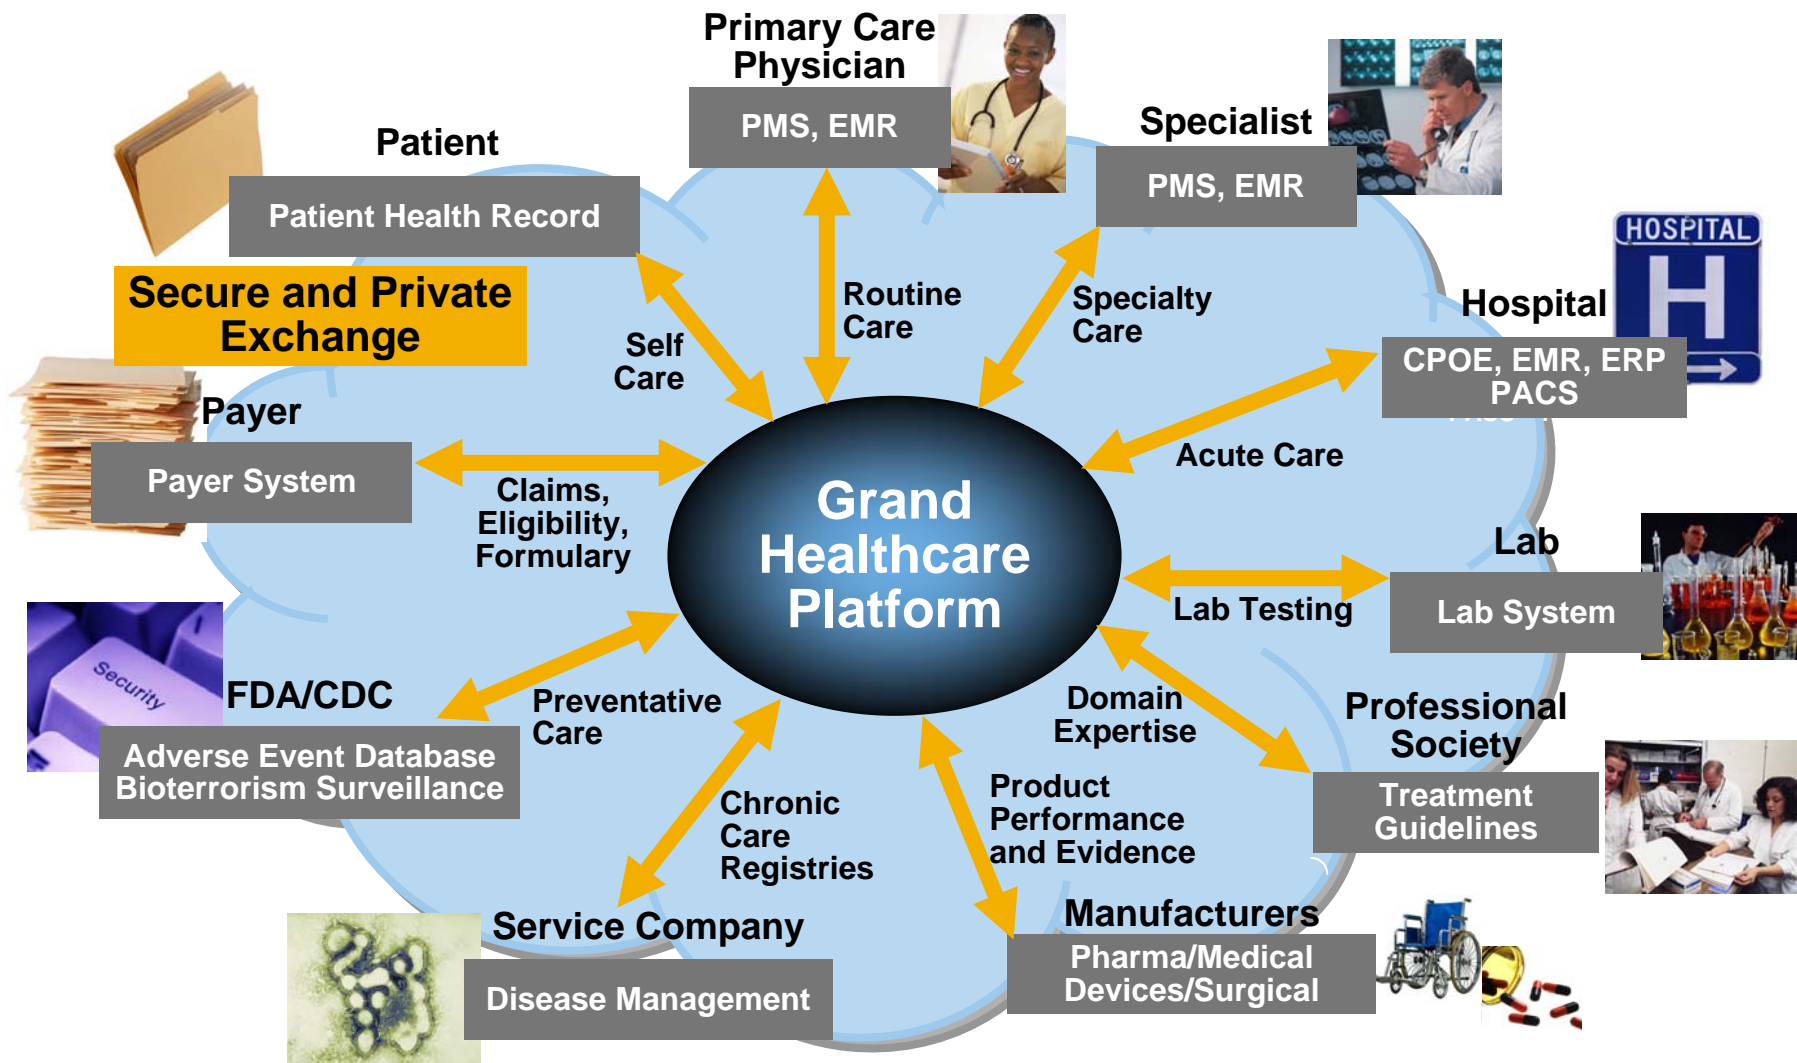 Primary Care
Physician
PMS, EMR
Specialist
PMS, EMR
Patient
Patient Health Record
HOSPITAL
H
Hospital
CPOE, EMR, ERP
PACS
Secure and Private
Exchange
Routine
Care
Specialty
Care
Self
Care
Payer
Payer System
Claims,
Eligibility,
Formulary
Acute Care
Grand
Healthcare
Platform
Lab
Lab System
Lab Testing
Security
FDA/CDC
Adverse Event Database
Bioterrorism Surveillance
Preventative
Care
Domain
Expertise
Professional
Society
Treatment
Guidelines
Chronic
Care
Registries
Product
Performance
and Evidence
Service Company
Disease Management
Manufacturers
Pharma/Medical
Devices/Surgical